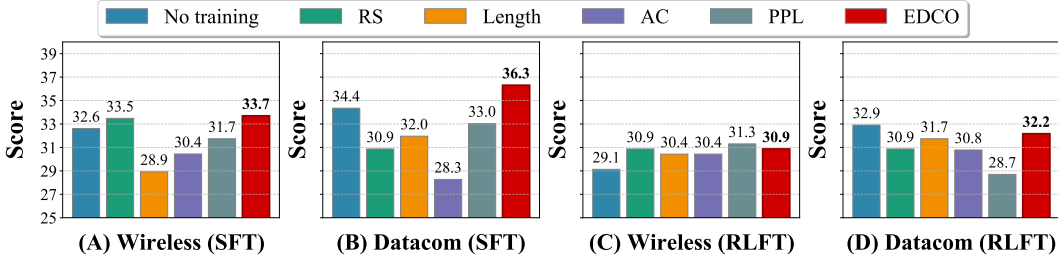 No training RS Length AC PPL EDCO
Score
39
37
35
33
31
29
27
25
32.6 33.5 28.9 30.4 31.7 33.7
(A) Wireless (SFT)
Score
34.4 30.9 32.0 28.3 33.0 36.3
(B) Datacom (SFT)
Score
29.1 30.9 30.4 30.4 31.3 30.9
(C) Wireless (RLFT)
Score
32.9 30.9 31.7 30.8 28.7 32.2
(D) Datacom (RLFT)